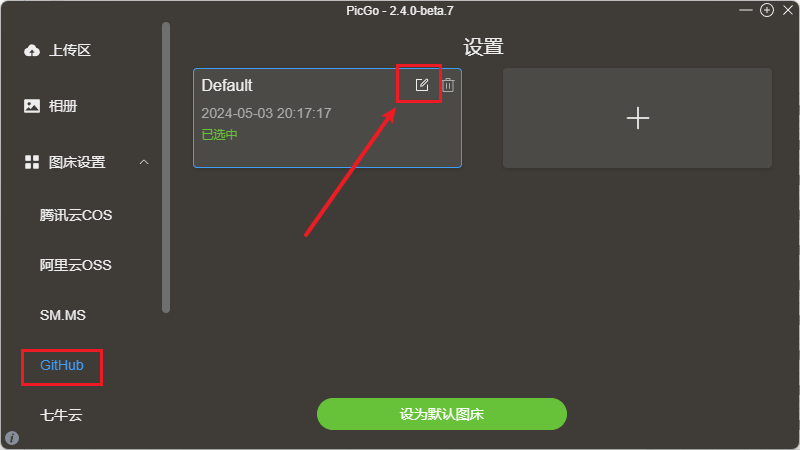 PicGo - 2.4.0-beta.7
上传区
相册
图床设置
腾讯云COS
阿里云OSS
SM.MS
GitHub
七牛云
设置
Default
2024-05-03 20:17:17
已选中
设为默认图床